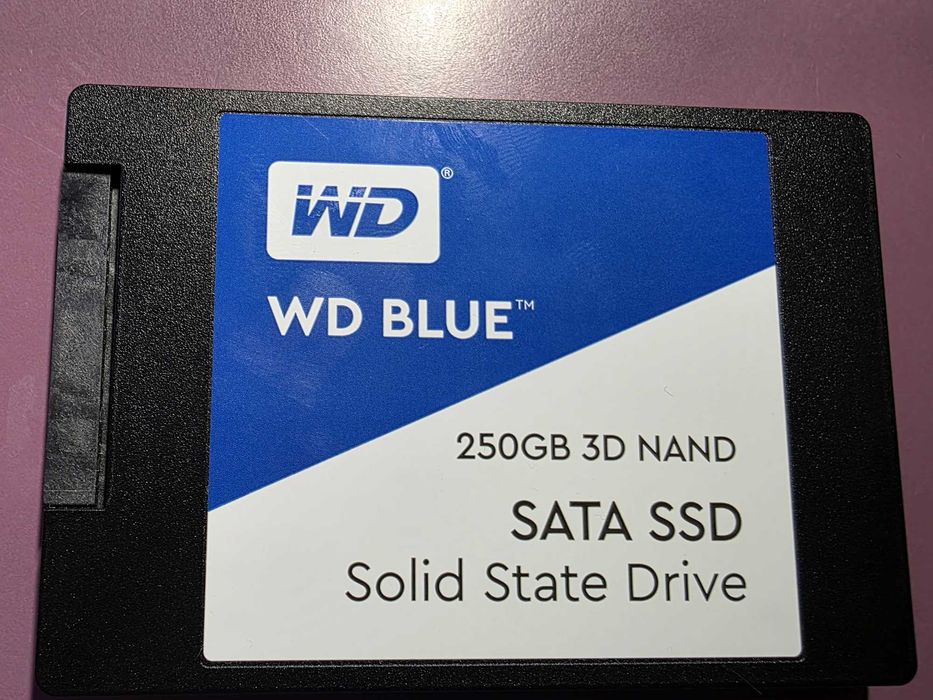 WD®
WD BLUE™
250GB 3D NAND
SATA SSD
Solid State Drive